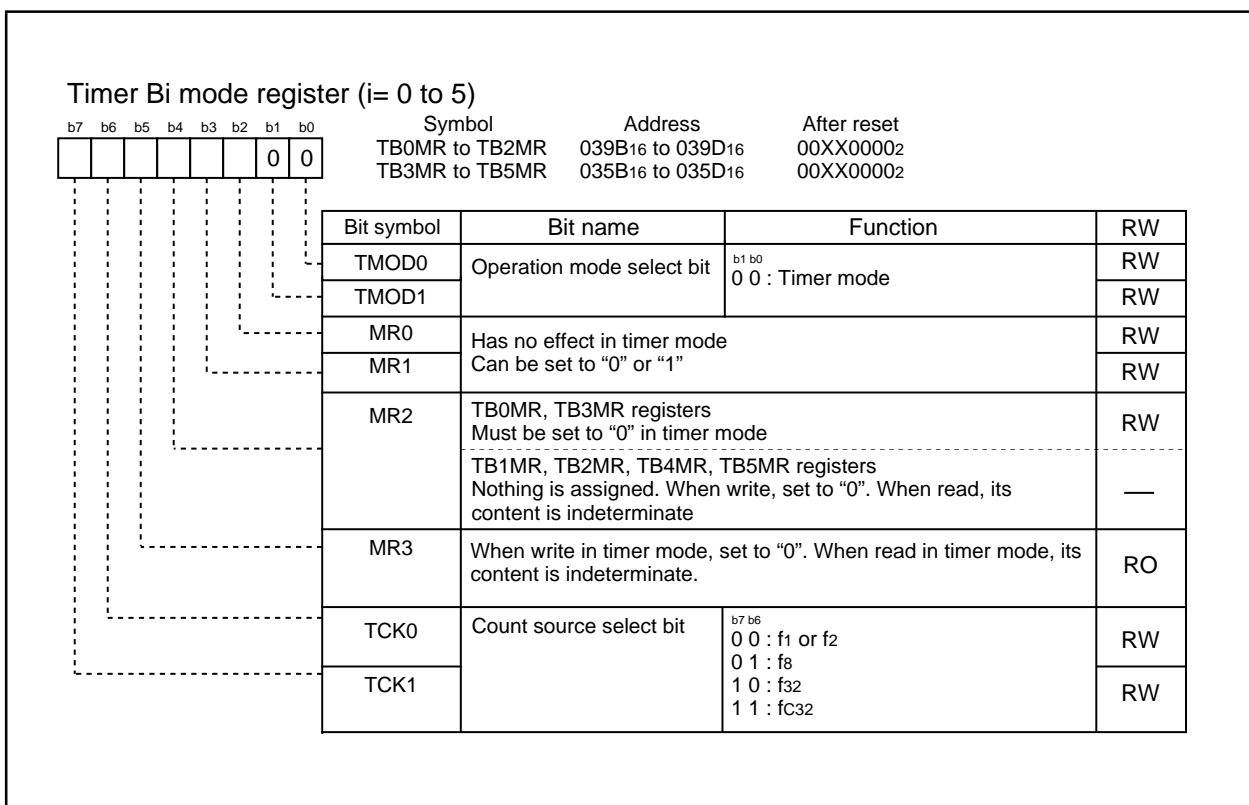 Timer Bi mode register (i= 0 to 5)
b7 b6 b5 b4 b3 b2 b1 b0
0 0
Symbol Address After reset
TB0MR to TB2MR 039B16 to 039D16 00XX00002
TB3MR to TB5MR 035B16 to 035D16 00XX00002
Bit symbol Bit name Function RW
TMOD0 Operation mode select bit b1 b0 RW
0 0 : Timer mode
TMOD1 RW
MR0 Has no effect in timer mode RW
MR1 Can be set to “0” or “1” RW
MR2 TB0MR, TB3MR registers RW
Must be set to “0” in timer mode
TB1MR, TB2MR, TB4MR, TB5MR registers
Nothing is assigned. When write, set to “0”. When read, its —
content is indeterminate
MR3 When write in timer mode, set to “0”. When read in timer mode, its RO
content is indeterminate.
TCK0 Count source select bit b7 b6 RW
0 0 : f1 or f2
0 1 : f8
TCK1 1 0 : f32 RW
1 1 : fC32